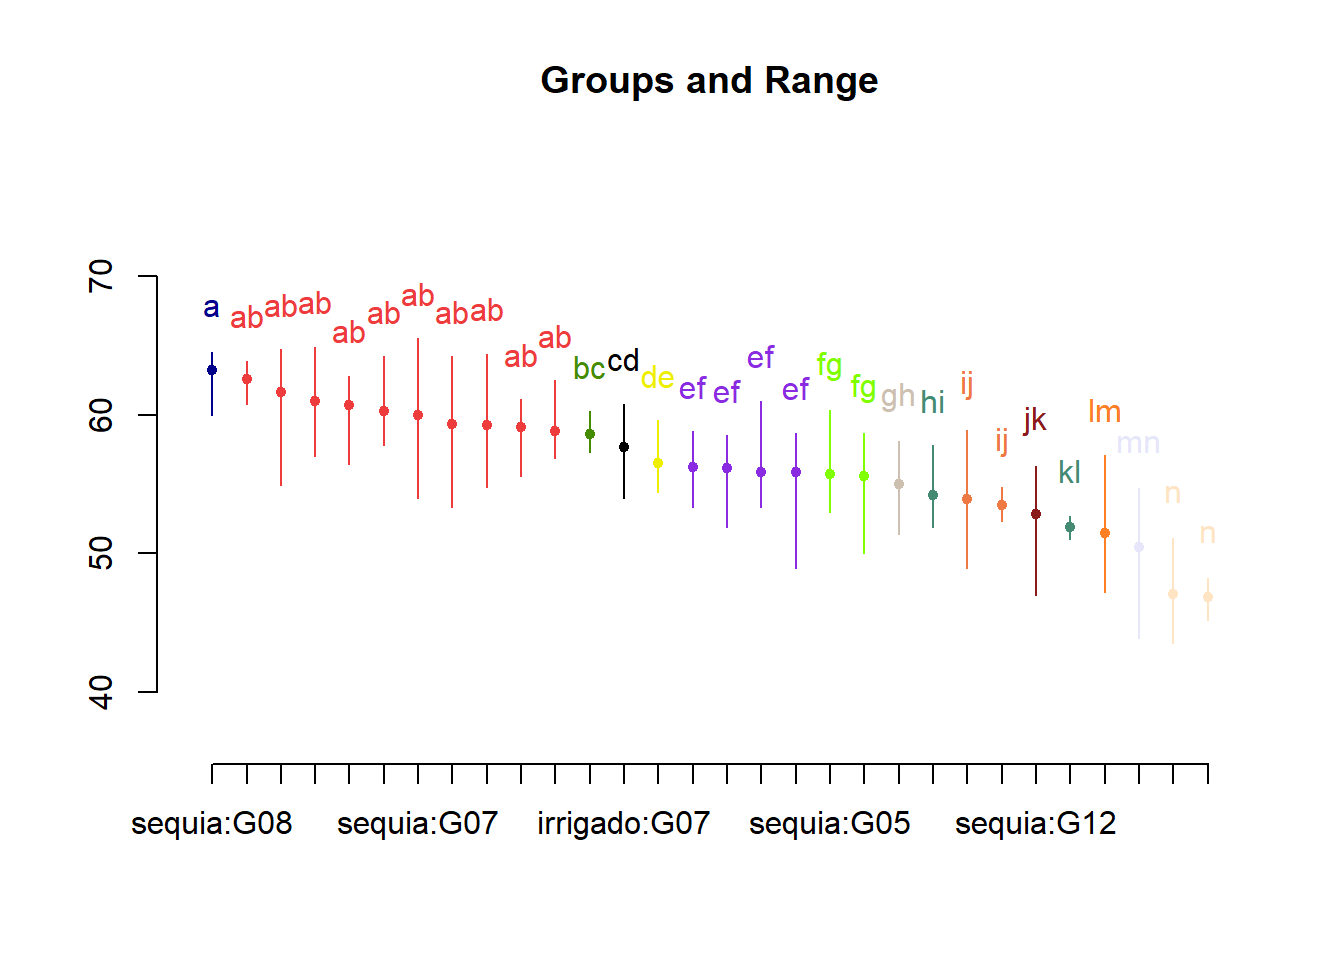 Groups and Range
70
60
50
40
a ab ab ab ab ab ab ab ab ab ab bc cd de ef ef ef ef fg fg gh hi ij ij jk kl lm mn n n
sequia:G08 sequia:G07 irrigado:G07 sequia:G05 sequia:G12